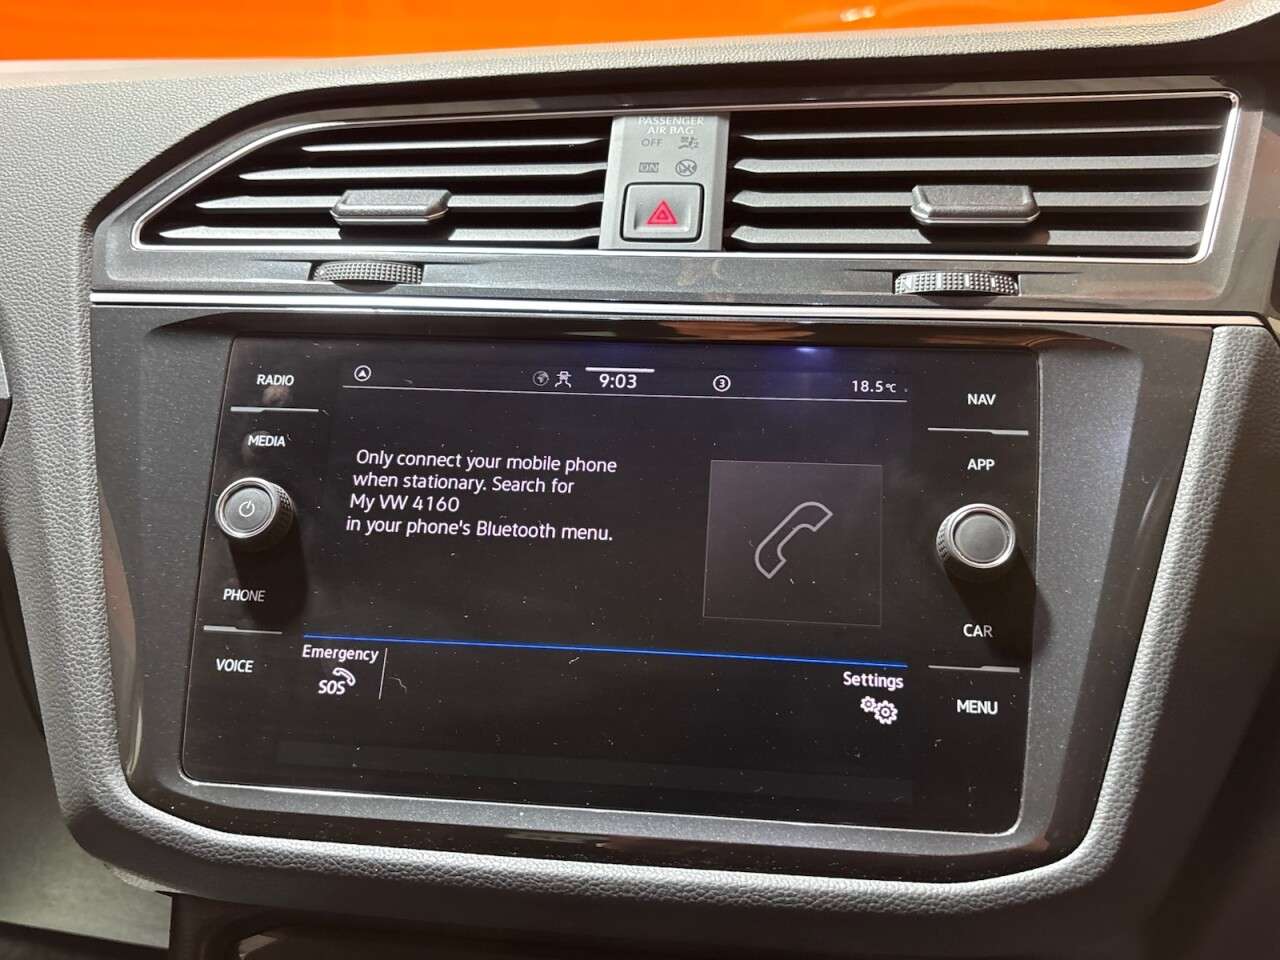 PASSENGER
AIR BAG
OFF
ON
RADIO
MEDIA
PHONE
VOICE
9:03
3
18.5°C
Only connect your mobile phone
when stationary. Search for
My VW 4160
in your phone's Bluetooth menu.
Emergency
SOS
Settings
NAV
APP
CAR
MENU